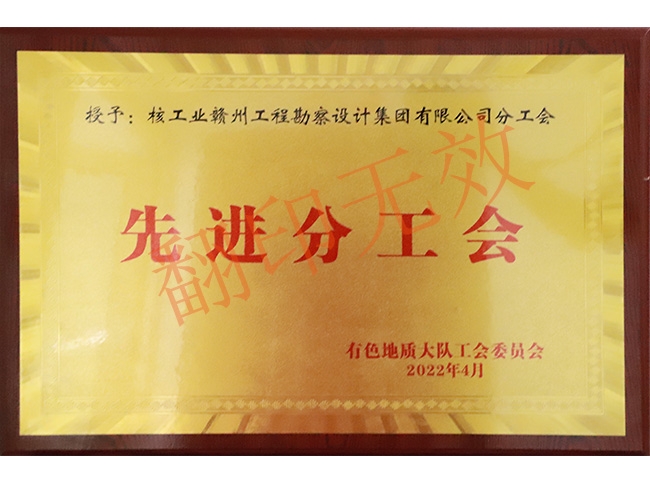 授予：核工业赣州工程勘察设计集团有限公司分工会
先进分工会
翻印无效
有色地质大队工会委员会
2022年4月